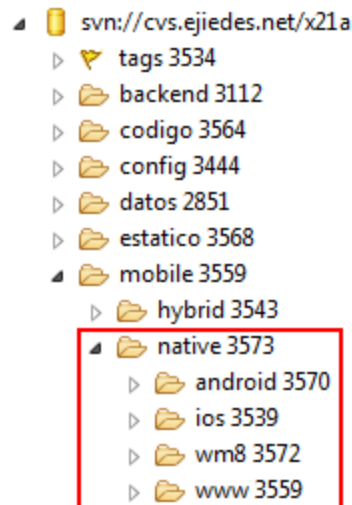 svn://cvs.ejiedes.net/x21a
tags 3534
backend 3112
codigo 3564
config 3444
datos 2851
estatico 3568
mobile 3559
hybrid 3543
native 3573
android 3570
ios 3539
wm8 3572
www 3559